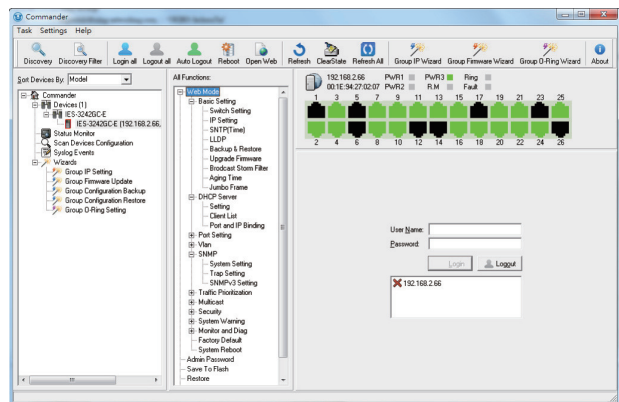 Commander
Task Settings Help
Discovery Discovery Filter Login all Logout all Auto Logout Reboot Open Web Refresh ClearState Refresh All Group IP Wizard Group Firmware Wizard Group O-Ring Wizard About
Sort Devices By: Model
Commander
Devices (1)
IES-3242GC-E
IES-3242GC-E (192.168.2.66,
Status Monitor
Scan Devices Configuration
Syslog Events
Wizards
Group IP Setting
Group Firmware Update
Group Configuration Backup
Group Configuration Restore
Group O-Ring Setting
All Functions:
Web Mode
Basic Setting
Switch Setting
IP Setting
SNTP(Time)
LLDP
Backup & Restore
Upgrade Firmware
Brodcast Storm Filter
Aging Time
Jumbo Frame
DHCP Server
Setting
Client List
Port and IP Binding
Port Setting
Vlan
SNMP
System Setting
Trap Setting
SNMPv3 Setting
Traffic Prioritization
Multicast
Security
System Warning
Monitor and Diag
Factory Default
System Reboot
Admin Password
Save To Flash
Restore
192.168.2.66 PWR1 PWR3 Ring
00:1E:94:27:02:07 PWR2 R.M Fault
1 3 5 7 9 11 13 15 17 19 21 23 25
2 4 6 8 10 12 14 16 18 20 22 24 26
User Name:
Password:
Login Logout
192.168.2.66